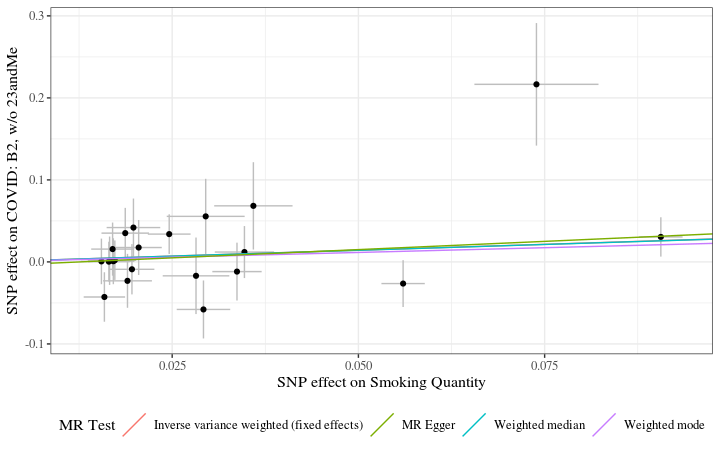 0.3
0.2
0.1
0.0
-0.1
SNP effect on COVID: B2, w/o 23andMe
0.025
0.050
0.075
SNP effect on Smoking Quantity
MR Test
Inverse variance weighted (fixed effects)
MR Egger
Weighted median
Weighted mode